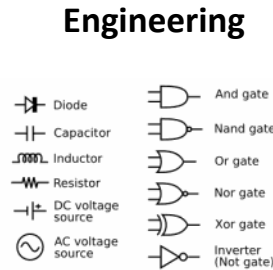 Engineering
Diode
Capacitor
Inductor
Resistor
DC voltage
source
AC voltage
source
And gate
Nand gate
Or gate
Nor gate
Xor gate
Inverter
(Not gate)